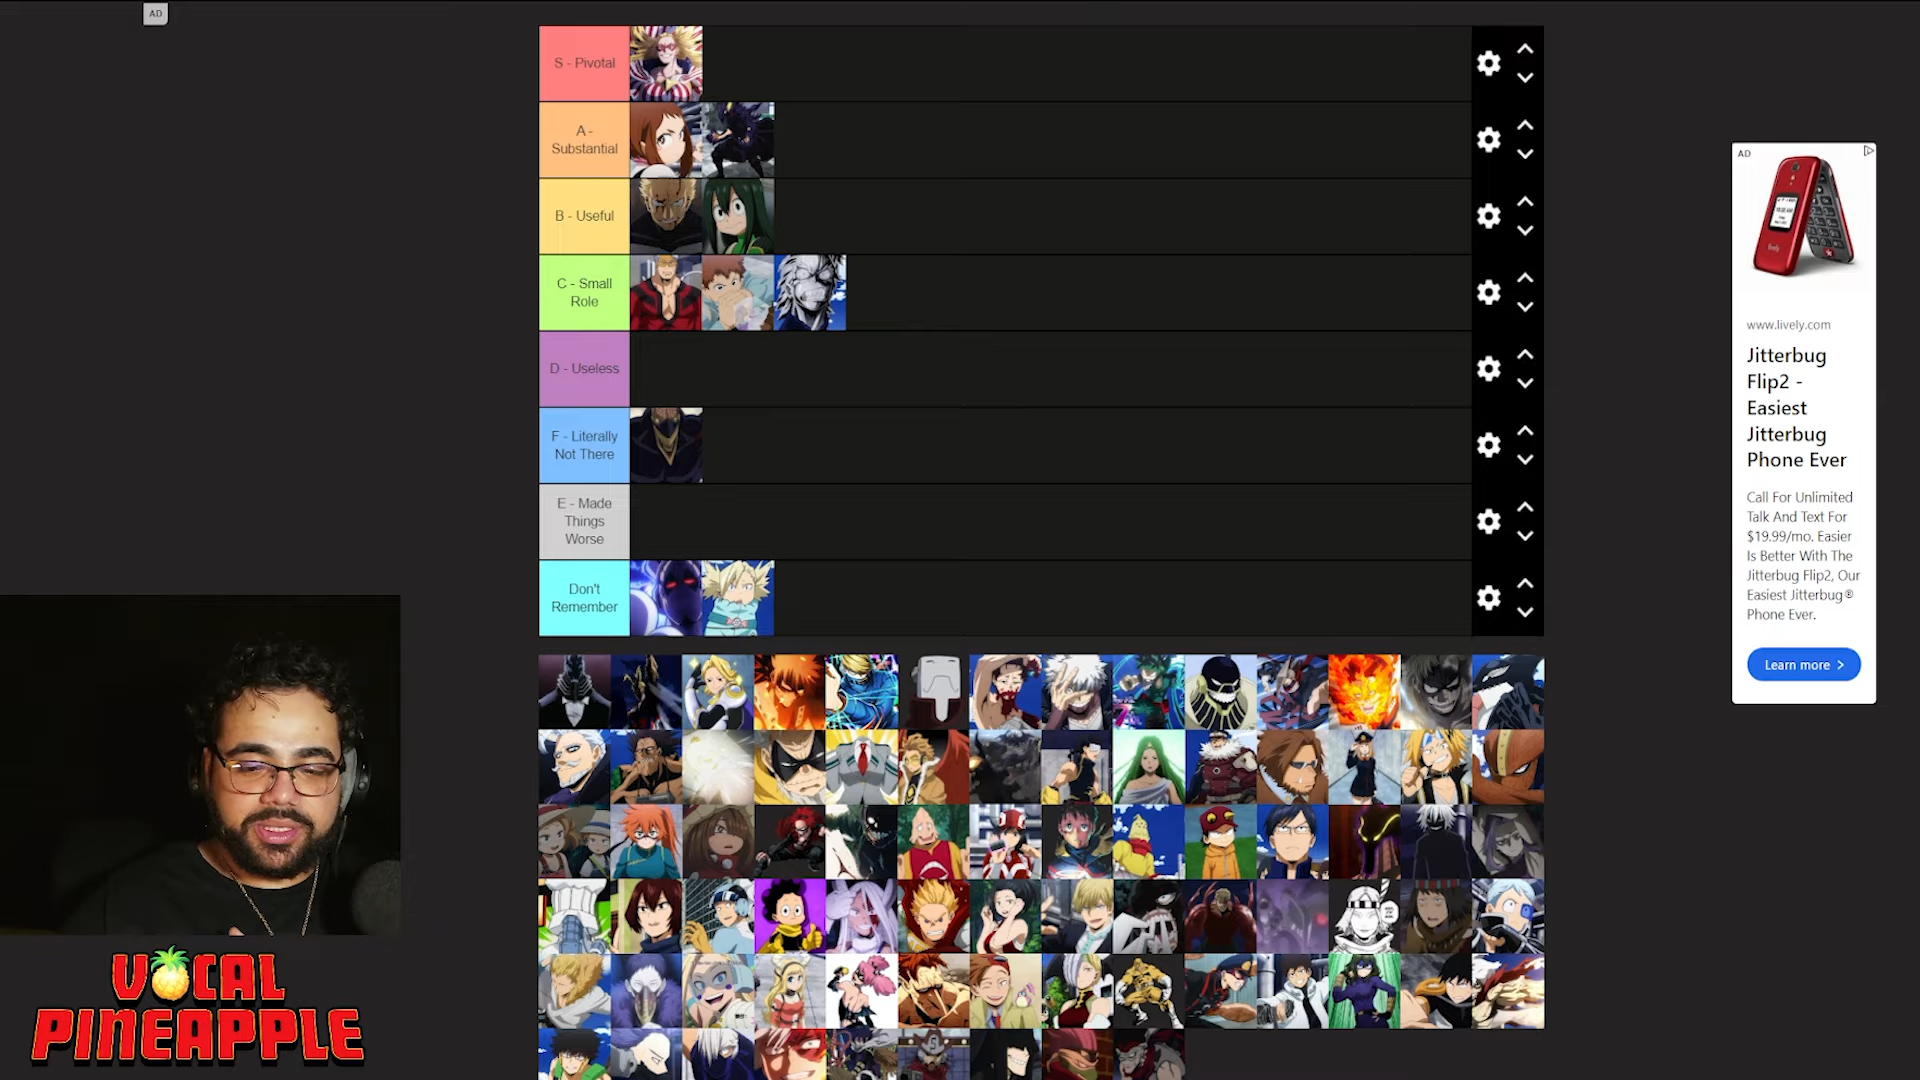 AD
S - Pivotal
A -
Substantial
B - Useful
C - Small
Role
D - Useless
F - Literally
Not There
E - Made
Things
Worse
Don't
Remember
AD
www.lively.com
Jitterbug
Flip2 -
Easiest
Jitterbug
Phone Ever
Call For Unlimited
Talk And Text For
$19.99/mo. Easier
Is Better With The
Jitterbug Flip2, Our
Easiest Jitterbug®
Phone Ever.
Learn more >
VOCAL
PINEAPPLE